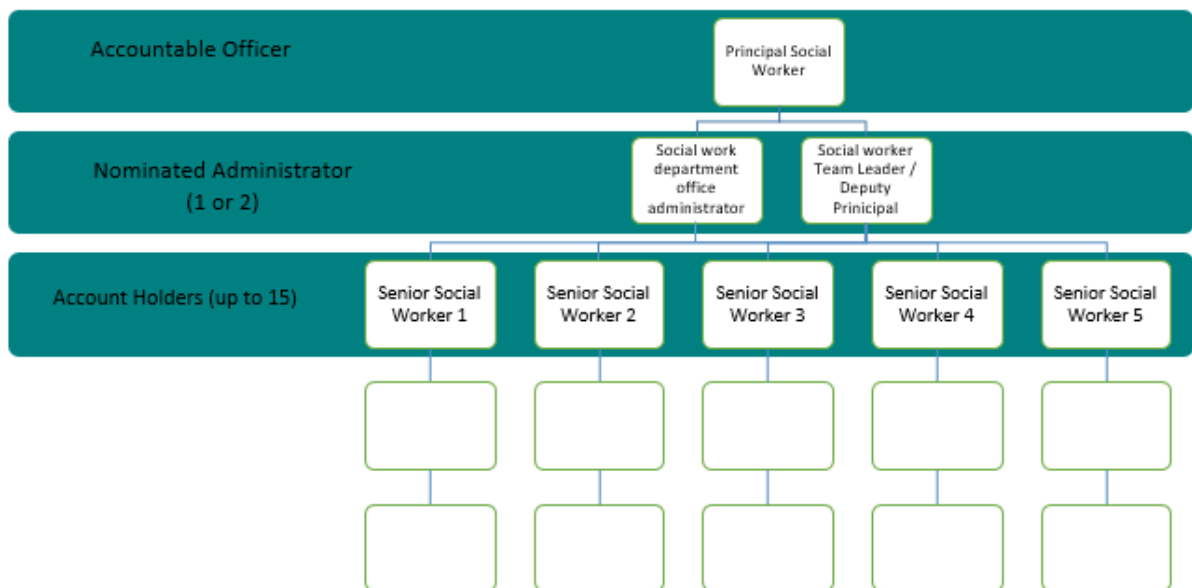 Accountable Officer
Principal Social
Worker
Nominated Administrator
(1 or 2)
Social work
department
office
administrator
Social worker
Team Leader /
Deputy
Prinicipal
Account Holders (up to 15)
Senior Social
Worker 1
Senior Social
Worker 2
Senior Social
Worker 3
Senior Social
Worker 4
Senior Social
Worker 5